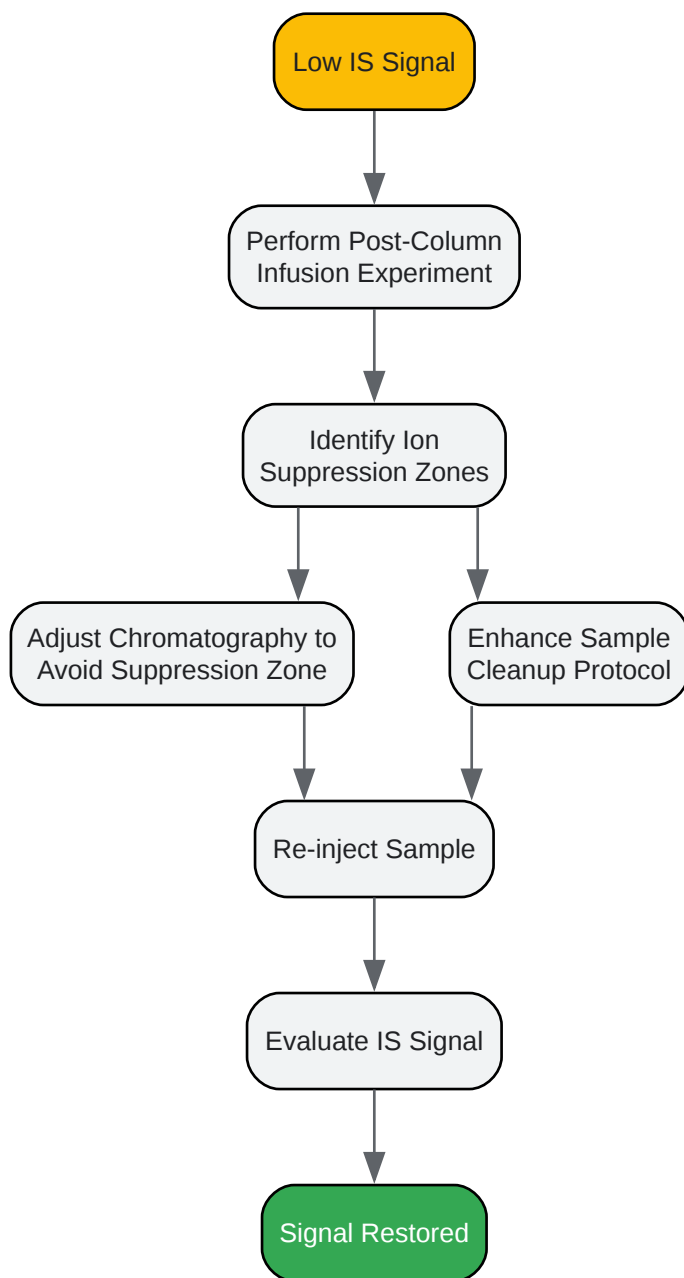 Low IS Signal
Perform Post-Column
Infusion Experiment
Identify Ion
Suppression Zones
Adjust Chromatography to
Avoid Suppression Zone
Enhance Sample
Cleanup Protocol
Re-inject Sample
Evaluate IS Signal
Signal Restored